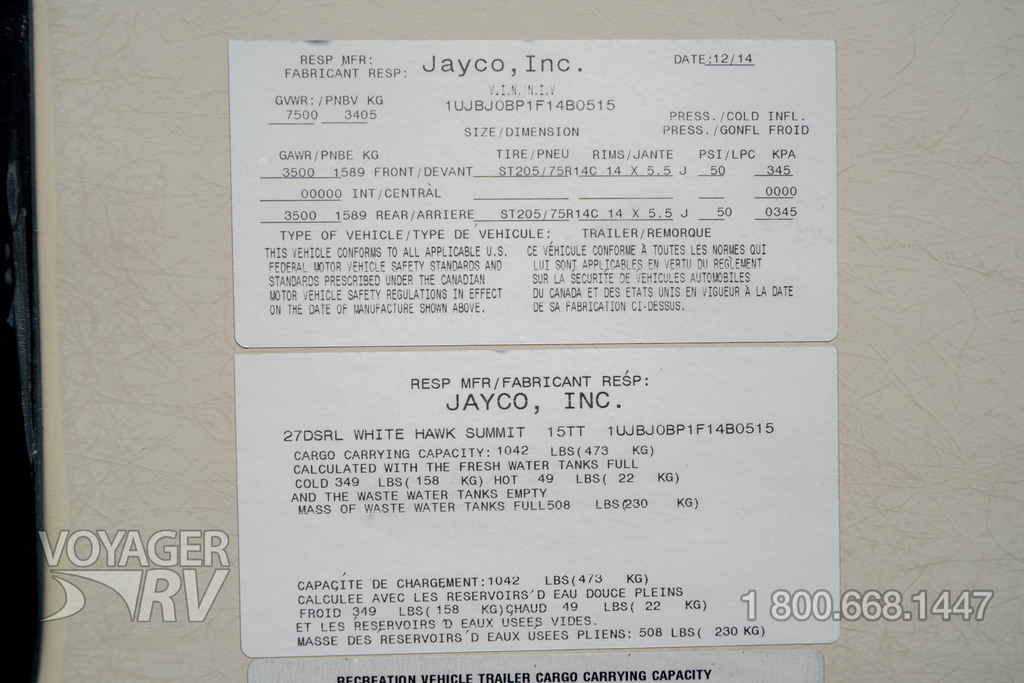 RESP MFR: Jayco, Inc. DATE:12/14
FABRICANT RESP:
V.I.N./N.I.V
GVWR:/PNBV KG 1UJBJ0BP1F14B0515
7500 3405 PRESS./COLD INFL.
SIZE/DIMENSION PRESS./GONFL FROID
GAWR/PNBE KG TIRE/PNEU RIMS/JANTE PSI/LPC KPA
3500 1589 FRONT/DEVANT ST205/75R14C 14 X 5.5 J 50 345
00000 INT/CENTRÀL 0000
3500 1589 REAR/ARRIERE ST205/75R14C 14 X 5.5 J 50 0345
TYPE OF VEHICLE/TYPE DE VEHICULE: TRAILER/REMORQUE
THIS VEHICLE CONFORMS TO ALL APPLICABLE U.S.
FEDERAL MOTOR VEHICLE SAFETY STANDARDS AND
STANDARDS PRESCRIBED UNDER THE CANADIAN
MOTOR VEHICLE SAFETY REGULATIONS IN EFFECT
ON THE DATE OF MANUFACTURE SHOWN ABOVE.
CE VÉHICULE CONFORME À TOUTES LES NORMES QUI
LUI SONT APPLICABLES EN VERTU DU REGLEMENT
SUR LA SECURITE DE VEHICULES AUTOMOBILES
DU CANADA ET DES ETATS UNIS EN VIGUEUR À LA DATE
DE SA FABRICATION CI-DESSUS.
RESP MFR/FABRICANT RESP:
JAYCO, INC.
27DSRL WHITE HAWK SUMMIT 15TT 1UJBJ0BP1F14B0515
CARGO CARRYING CAPACITY: 1042 LBS(473 KG)
CALCULATED WITH THE FRESH WATER TANKS FULL
COLD 349 LBS( 158 KG) HOT 49 LBS( 22 KG)
AND THE WASTE WATER TANKS EMPTY
MASS OF WASTE WATER TANKS FULL508 LBS(230 KG)
CAPACITE DE CHARGEMENT:1042 LBS(473 KG)
CALCULEE AVEC LES RESERVOIRS'D EAU DOUCE PLEINS
FROID 349 LBS( 158 KG)CHAUD 49 LBS( 22 KG)
ET LES RESERVOIRS 'D EAUX USEES VIDES.
MASSE DES RESERVOIRS'D EAUX USEES PLIENS: 508 LBS( 230 KG)
RECREATION VEHICLE TRAILER CARGO CARRYING CAPACITY
VOYAGER
RV
1 800.668.1447